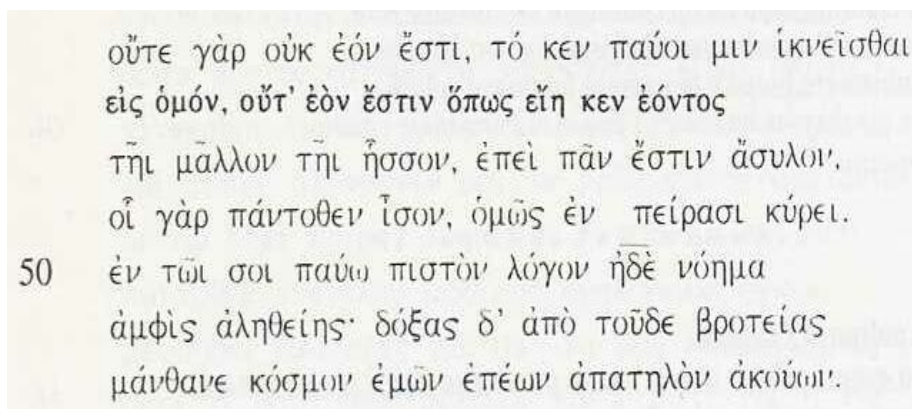 οὔτε γὰρ οὐκ ἐόν ἔστι, τό κεν παύοι μιν ἱκνεῖσθαι
εἰς ὁμόν, οὔτ' ἐὸν ἔστιν ὅπως εἴη κεν ἐόντος
τῆι μᾶλλον τῆι ἧσσον, ἐπεὶ πᾶν ἔστιν ἄσυλον.
οἷ γὰρ πάντοθεν ἶσον, ὁμῶς ἐν πείρασι κύρει.
50 ἐν τῶι σοι παύω πιστὸν λόγον ἠδὲ νόημα
ἀμφὶς ἀληθείης· δόξας δ' ἀπὸ τοῦδε βροτείας
μάνθανε κόσμον ἐμῶν ἐπέων ἀπατηλὸν ἀκούων.